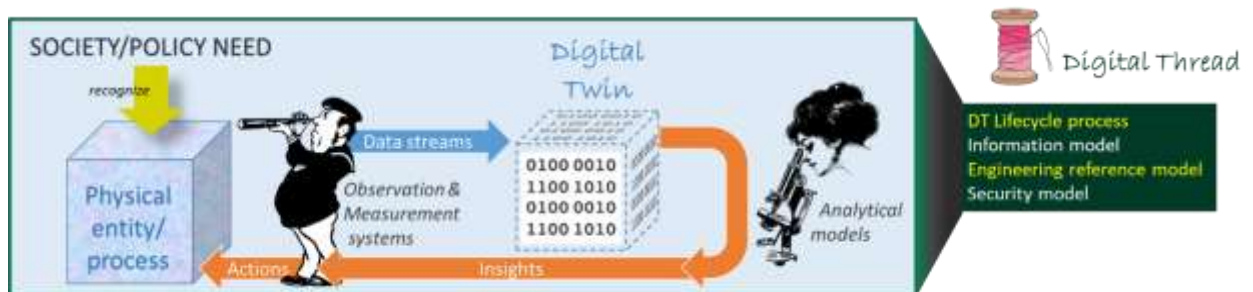 SOCIETY/POLICY NEED
recognize
Physical
entity/
process
Data streams
Observation &
Measurement
systems
Digital
Twin
0100 0010
1100 1010
0100 0010
1100 1010
Analytical
models
Actions
Insights
Digital Thread
DT Lifecycle process
Information model
Engineering reference model
Security model